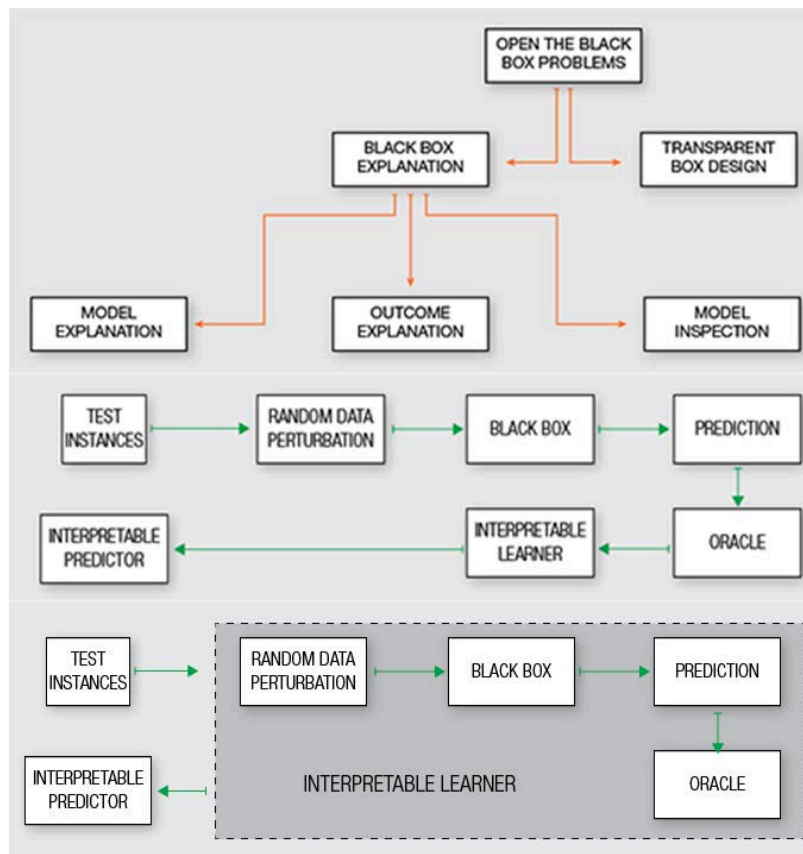 OPEN THE BLACK
BOX PROBLEMS
BLACK BOX
EXPLANATION
TRANSPARENT
BOX DESIGN
MODEL
EXPLANATION
OUTCOME
EXPLANATION
MODEL
INSPECTION
TEST
INSTANCES
RANDOM DATA
PERTURBATION
BLACK BOX
PREDICTION
INTERPRETABLE
PREDICTOR
INTERPRETABLE
LEARNER
ORACLE
TEST
INSTANCES
RANDOM DATA
PERTURBATION
BLACK BOX
PREDICTION
INTERPRETABLE
PREDICTOR
INTERPRETABLE LEARNER
ORACLE